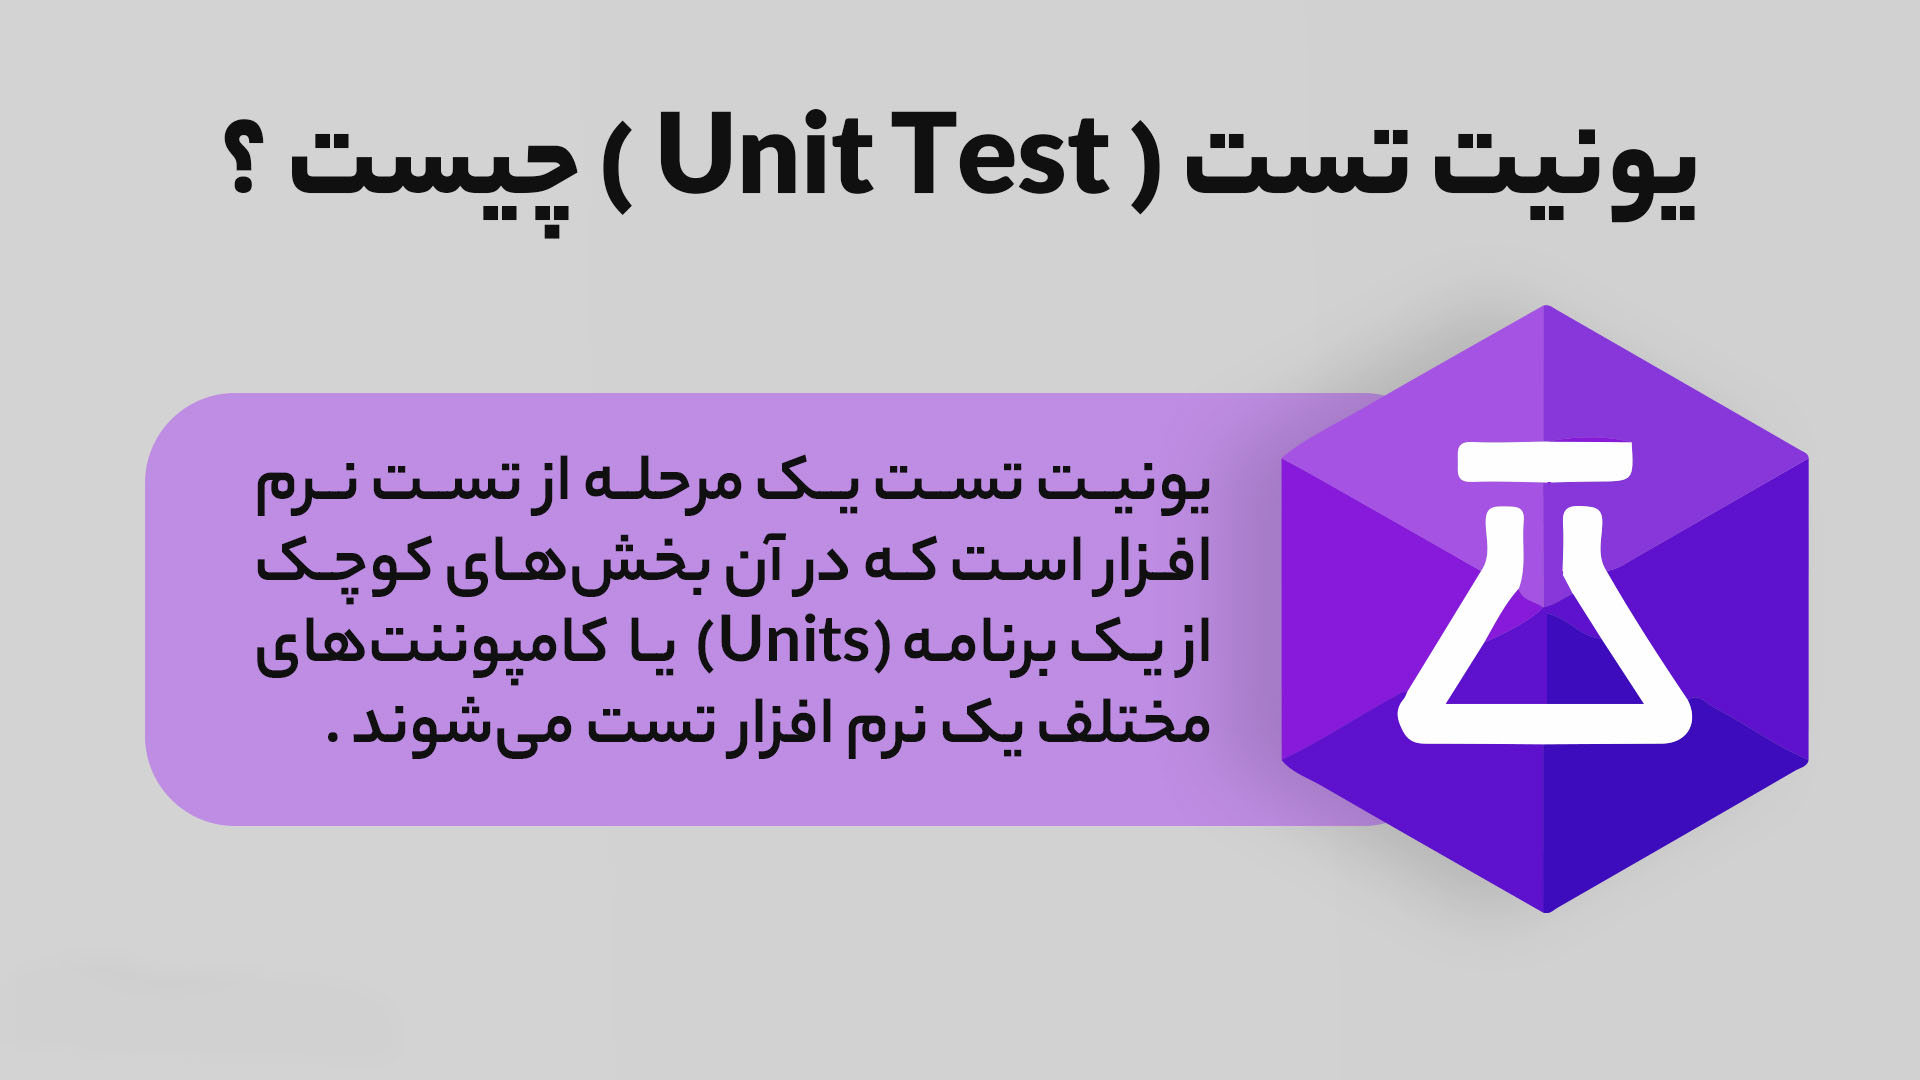 یونیت تست ( Unit Test ) چیست ؟
یونیت تست یک مرحله از تست نرم
افزار است که در آن بخش‌های کوچک
از یک برنامه (Units) یا کامپوننت‌های
مختلف یک نرم افزار تست می‌شوند .